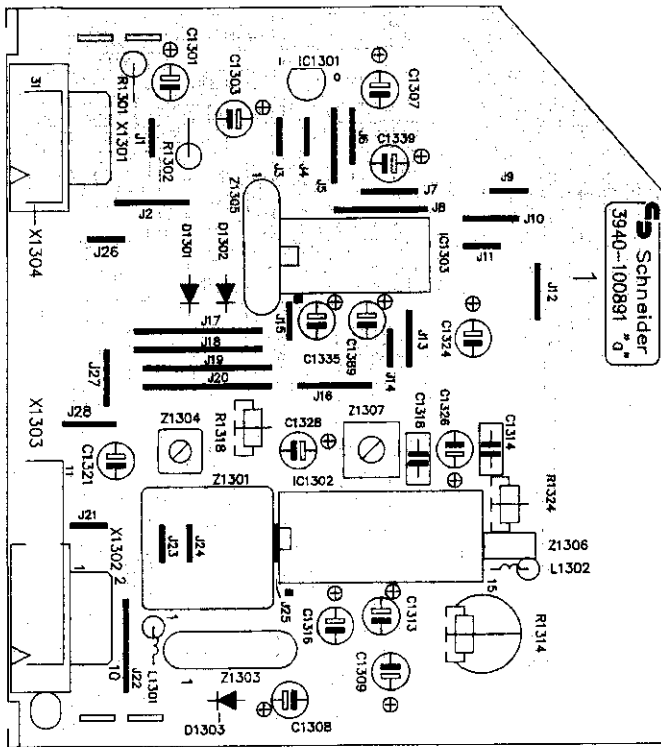 C1301
R1301
31
X1301
J1
R1302
C1303
IC1301
C1307
J3
J4
J5
J6
C1339
J7
J8
J9
J10
J11
J12
J2
X1304
J26
Z1305
1
D1301
D1302
IC1303
Schneider
3940-100891 "G"
1
J17
J18
J19
J20
J15
C1335
C1389
J14
J13
C1324
J16
J27
J28
X1303
11
C1321
Z1304
R1318
C1328
Z1307
C1318
C1326
C1314
R1324
IC1302
Z1301
J21
X1302
2
1
J23
J24
Z1306
L1302
J25
C1316
C1313
15
R1314
10
J22
1
L1301
1
Z1303
C1309
D1303
C1308